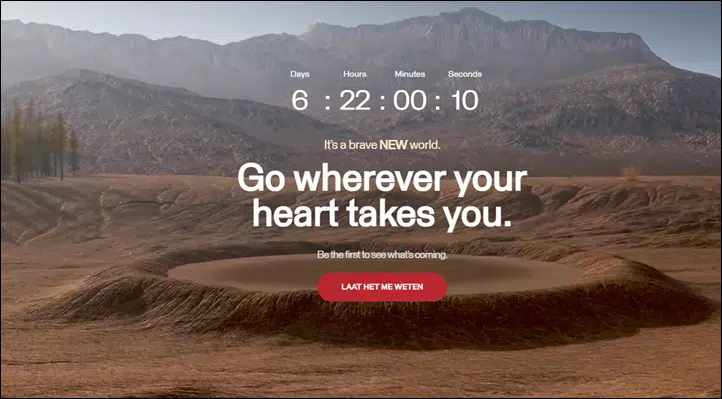 Days Hours Minutes Seconds
6 : 22 : 00 : 10
It's a brave NEW world.
Go wherever your
heart takes you.
Be the first to see what's coming.
LAAT HET ME WETEN